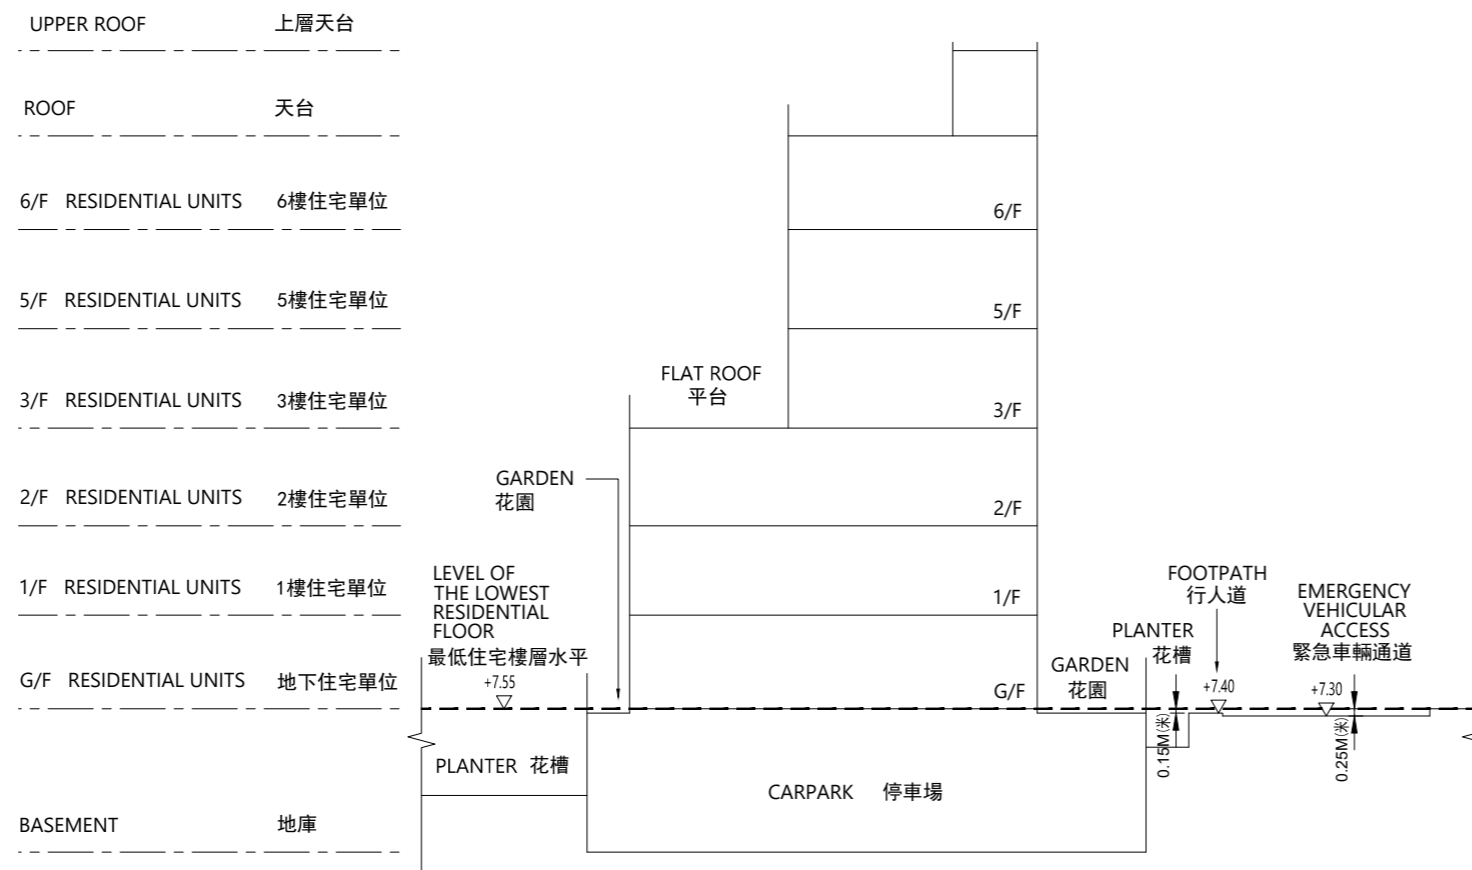 UPPER ROOF 上層天台
ROOF 天台
6/F RESIDENTIAL UNITS 6樓住宅單位
6/F
5/F RESIDENTIAL UNITS 5樓住宅單位
5/F
FLAT ROOF
平台
3/F RESIDENTIAL UNITS 3樓住宅單位
3/F
GARDEN
花園
2/F RESIDENTIAL UNITS 2樓住宅單位
2/F
1/F RESIDENTIAL UNITS 1樓住宅單位
1/F
LEVEL OF
THE LOWEST
RESIDENTIAL
FLOOR
最低住宅樓層水平
+7.55
FOOTPATH
行人道
+7.40
EMERGENCY
VEHICULAR
ACCESS
緊急車輛通道
+7.30
PLANTER
花槽
GARDEN
花園
G/F RESIDENTIAL UNITS 地下住宅單位
G/F
0.15M(米)
0.25M(米)
PLANTER 花槽
CARPARK 停車場
BASEMENT 地庫